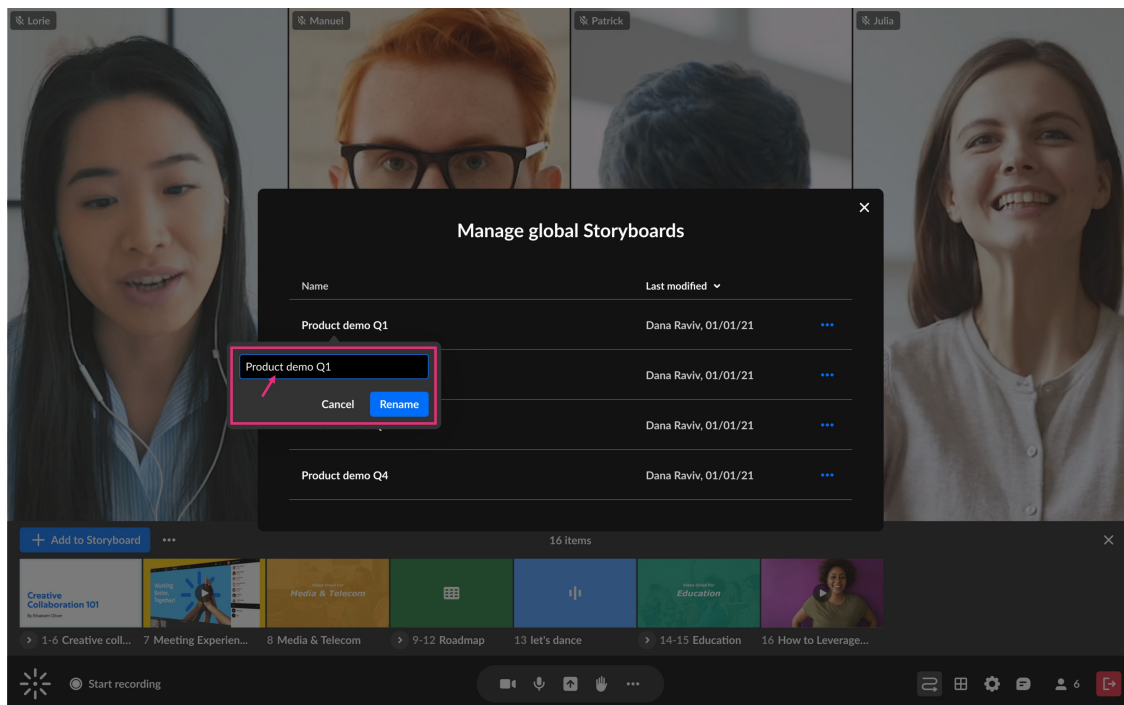 Lorie
Manuel
Patrick
Julia
Manage global Storyboards
Name
Last modified
Product demo Q1
Dana Raviv, 01/01/21
Product demo Q1
Cancel
Rename
Dana Raviv, 01/01/21
Dana Raviv, 01/01/21
Product demo Q4
Dana Raviv, 01/01/21
Add to Storyboard
16 items
Creative
Collaboration 101
Working
Better,
Together!
Media & Telecom
Education
1-6 Creative coll...
7 Meeting Experien...
8 Media & Telecom
9-12 Roadmap
13 let's dance
14-15 Education
16 How to Leverage...
Start recording
6